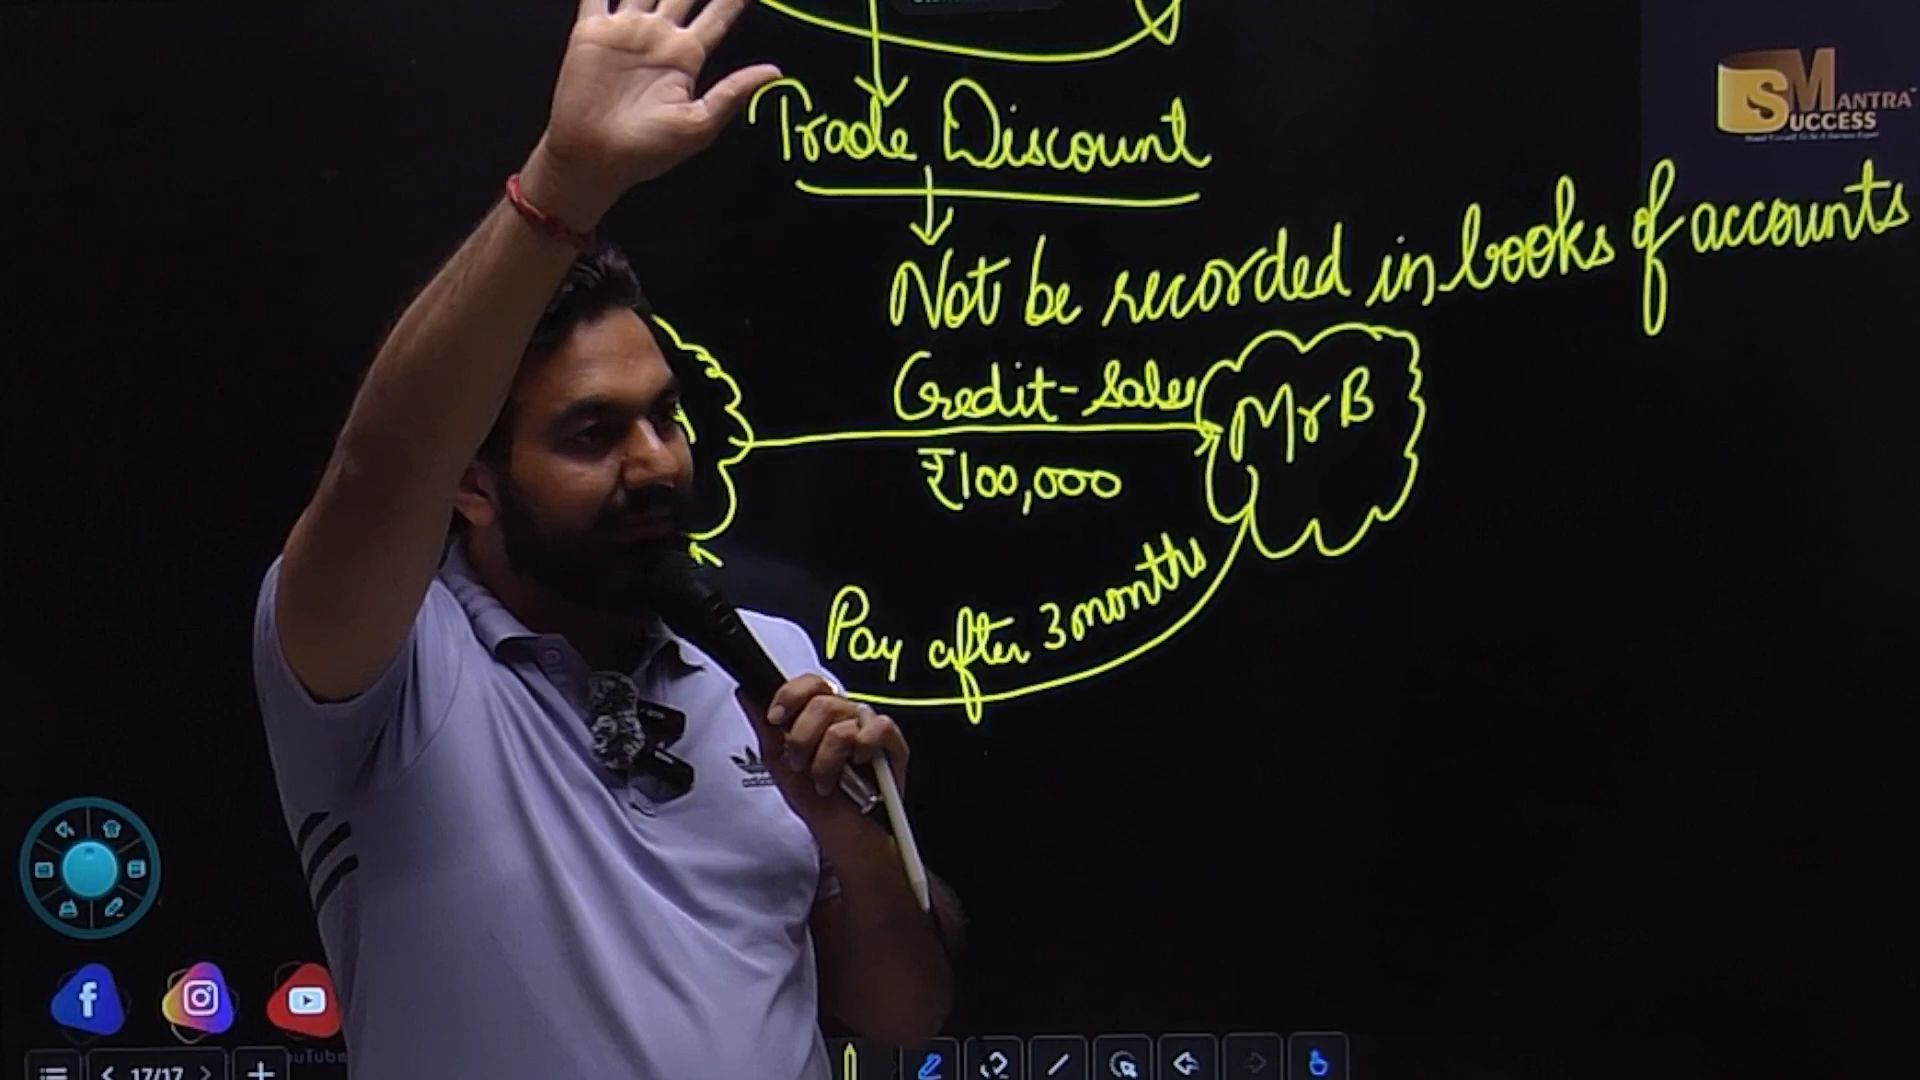 Trade Discount
SMANTRA
SUCCESS
Not be recorded in books of accounts
Credit-Sales
Mr B
₹100,000
Pay after 3 months
17/17